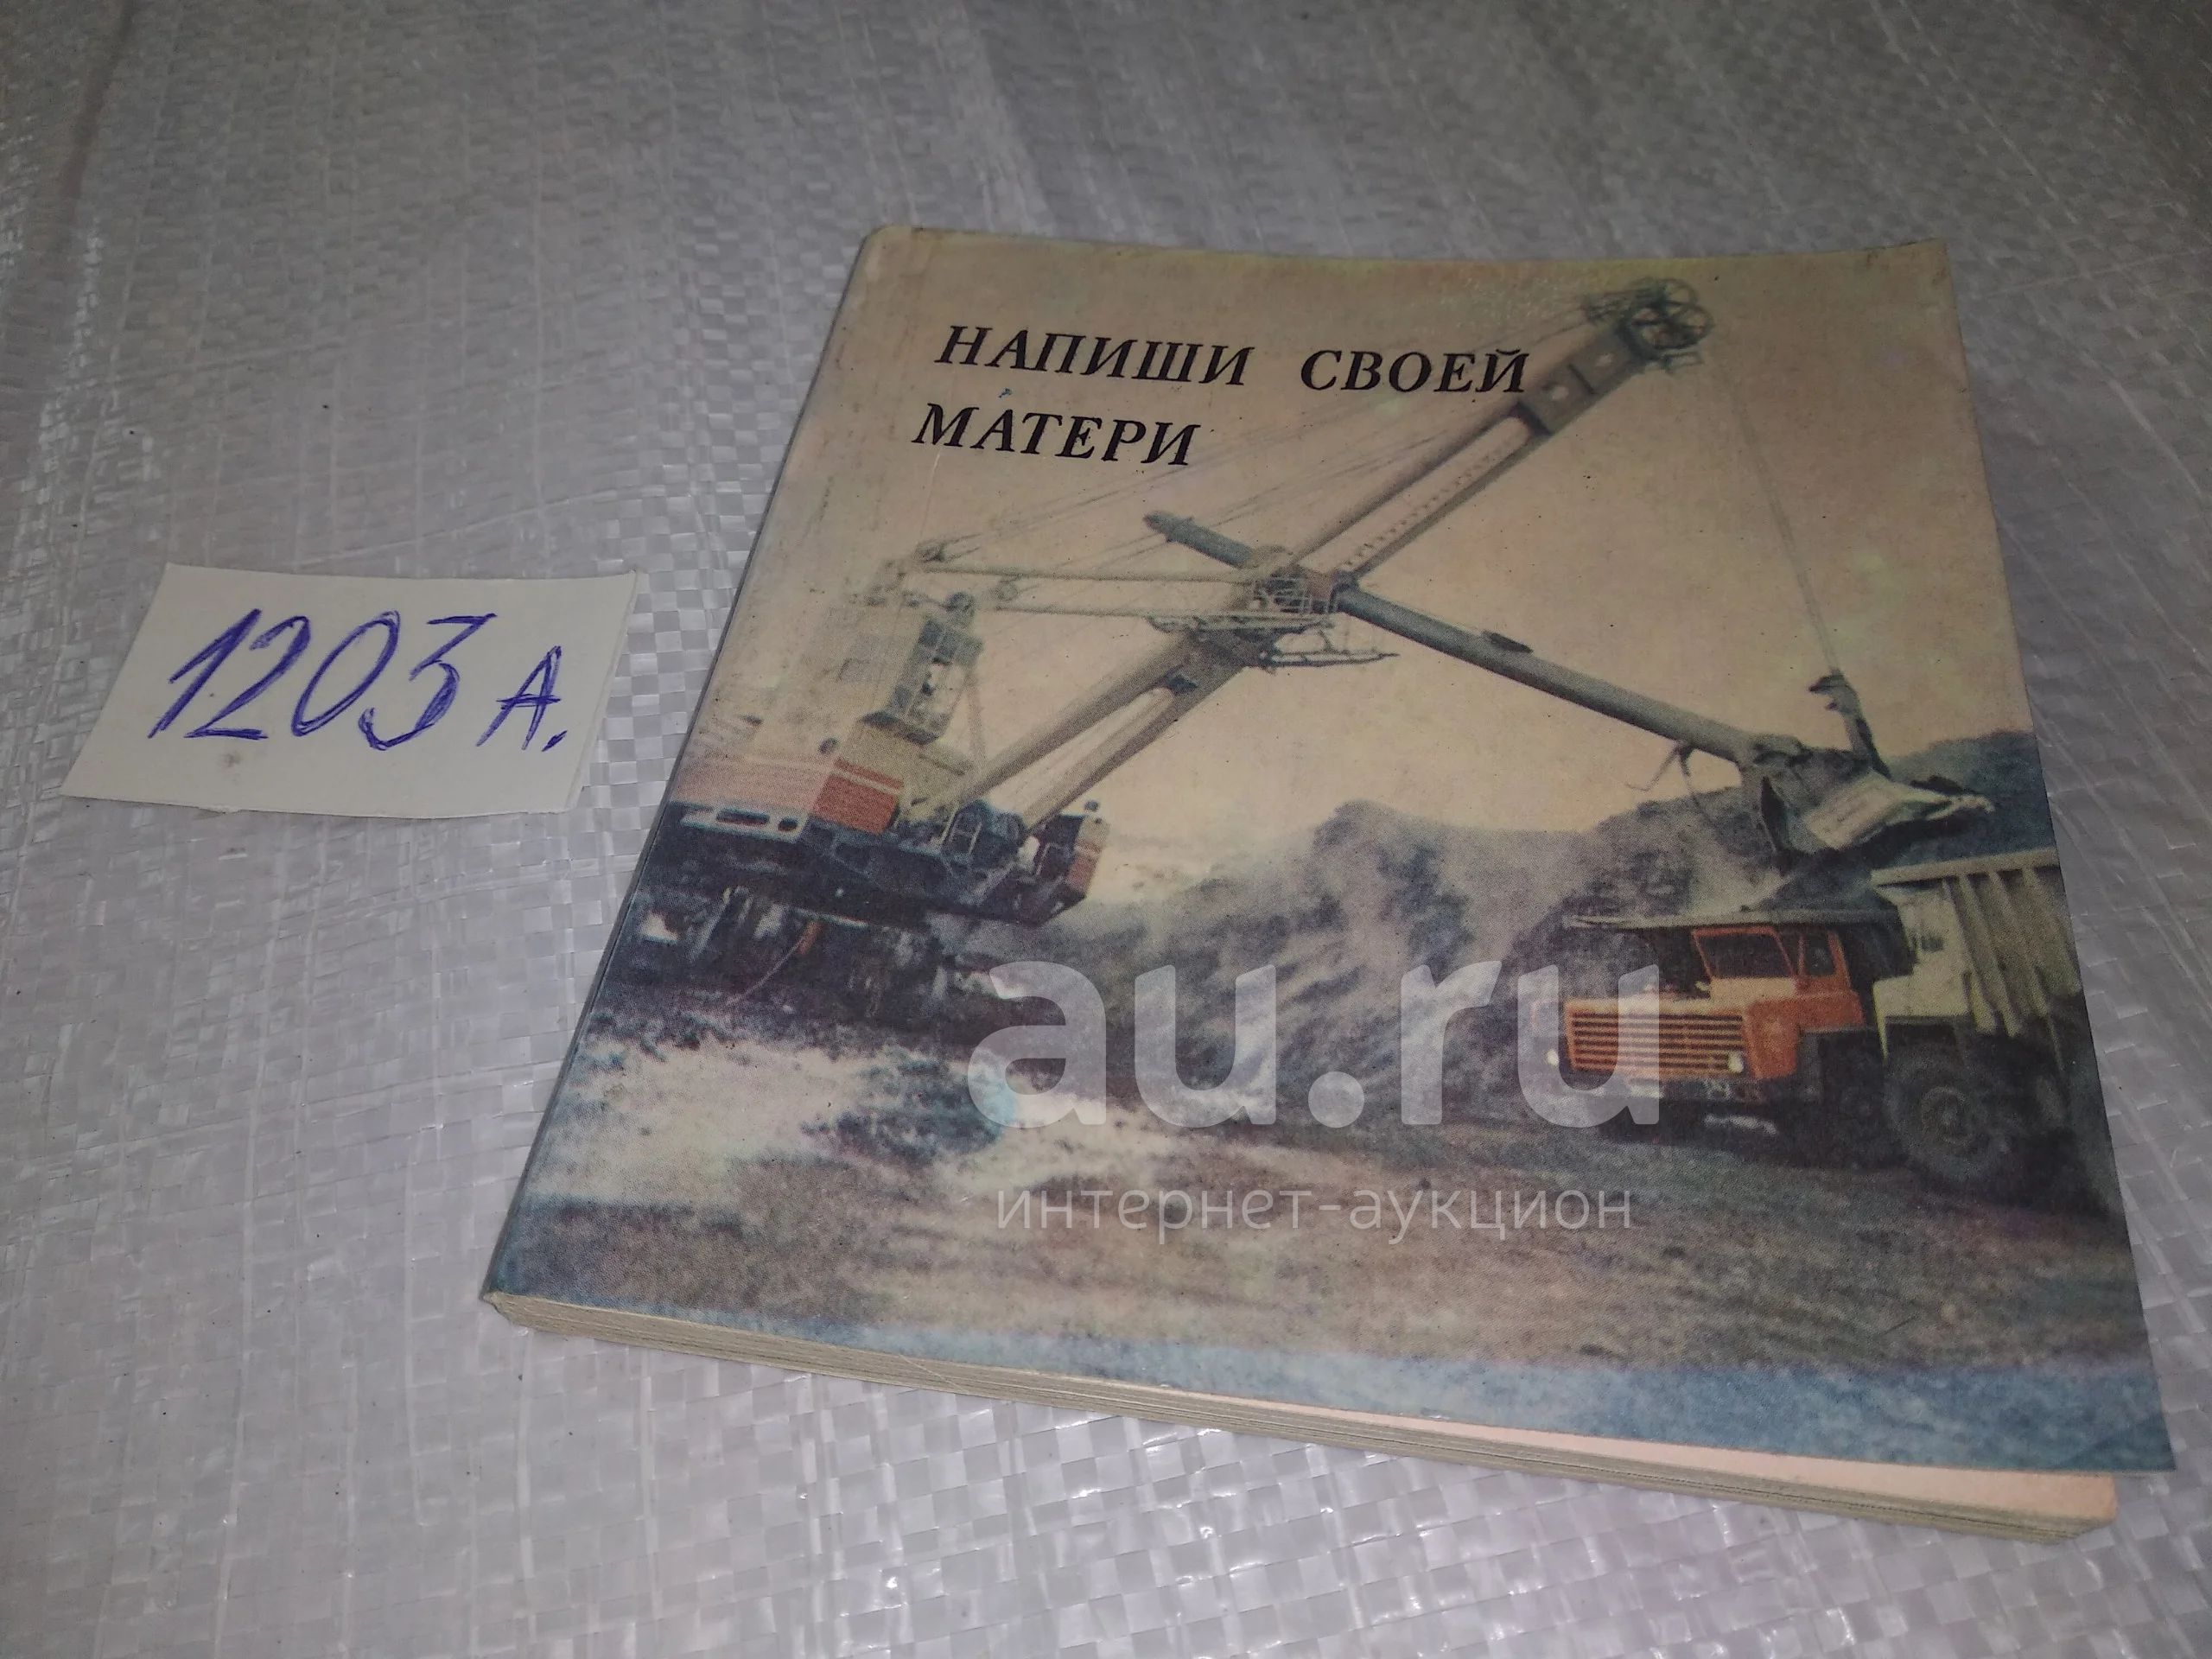 НАПИШИ СВОЕЙ
МАТЕРИ
1203 А.
au.ru
интернет-аукцион